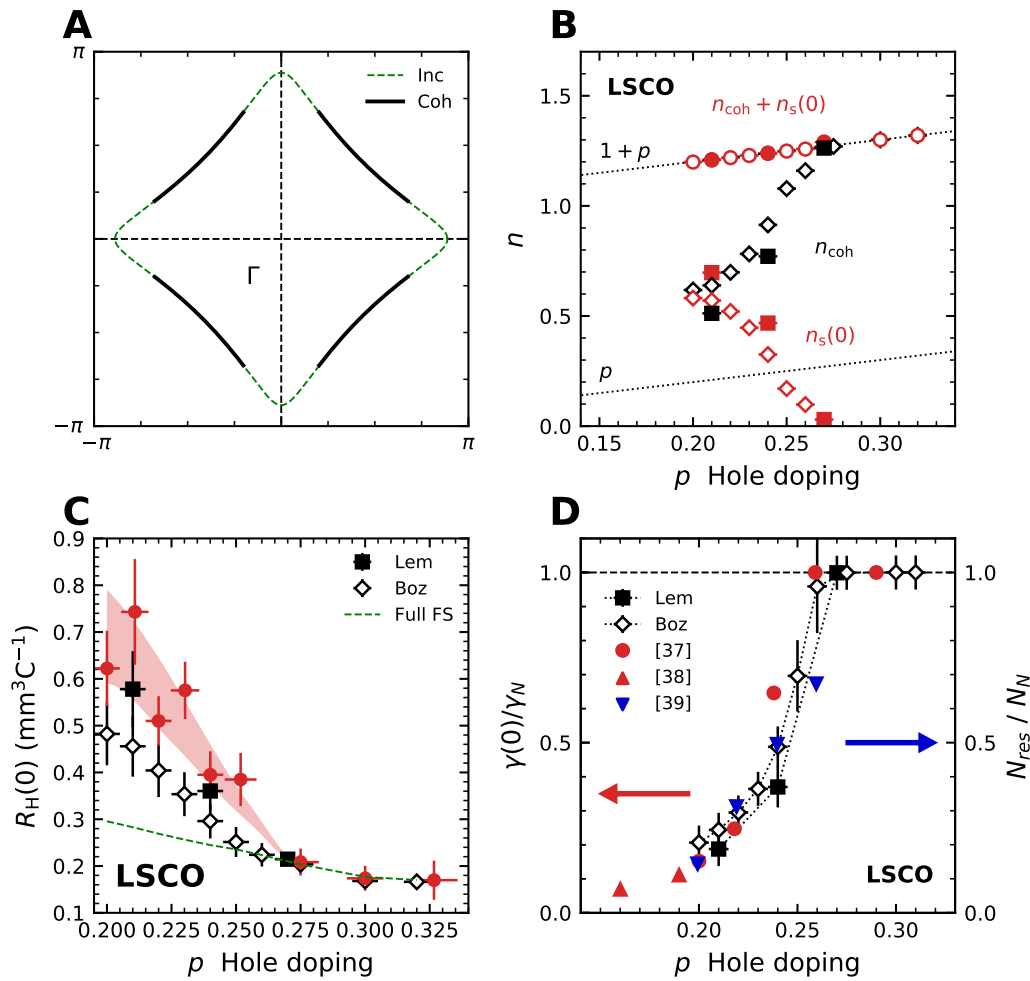 A
π
Inc
Coh
Γ
−π
−π
π
B
LSCO
n_coh + n_s(0)
1 + p
n_coh
n_s(0)
p
n
0.0
0.5
1.0
1.5
0.15
0.20
0.25
0.30
p Hole doping
C
Lem
Boz
Full FS
LSCO
R_H(0) (mm³C⁻¹)
0.1
0.2
0.3
0.4
0.5
0.6
0.7
0.8
0.9
0.200
0.225
0.250
0.275
0.300
0.325
p Hole doping
D
Lem
Boz
[37]
[38]
[39]
LSCO
γ(0)/γ_N
0.0
0.5
1.0
N_res / N_N
0.0
0.5
1.0
0.20
0.25
0.30
p Hole doping